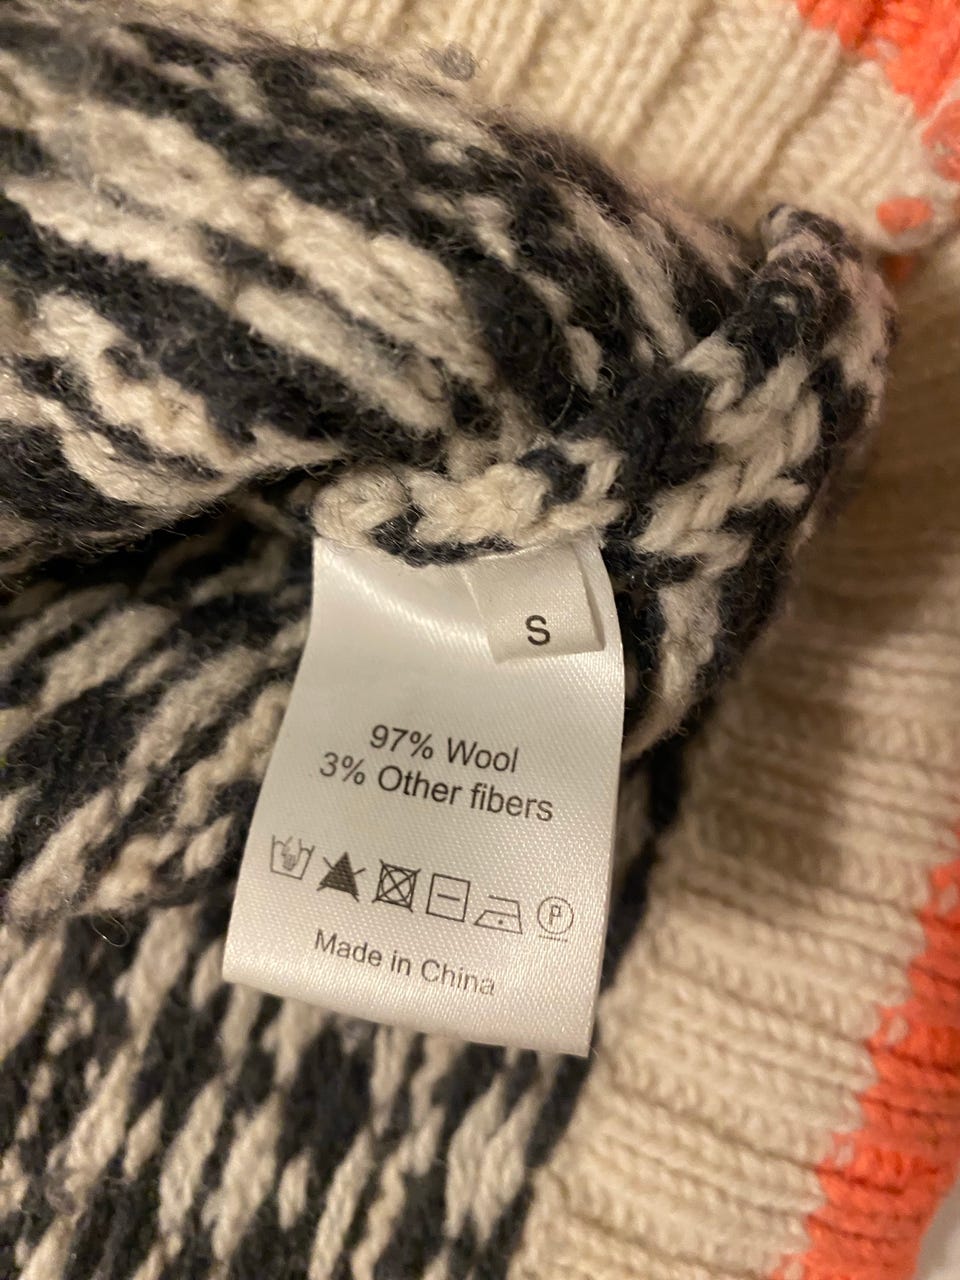 S
97% Wool
3% Other fibers
P
Made in China